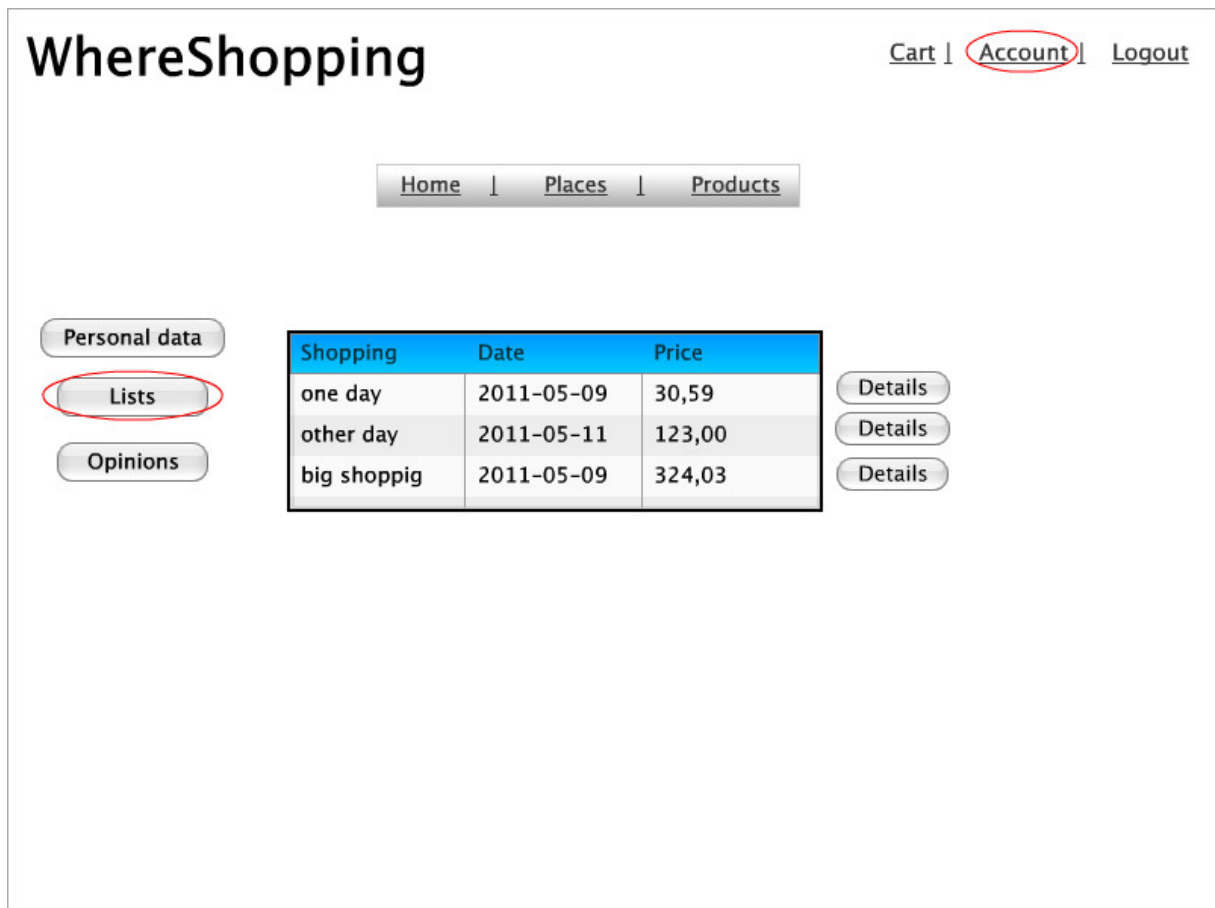 WhereShopping
Cart | Account | Logout
Home | Places | Products
Personal data
Lists
Opinions
Shopping Date Price
one day 2011-05-09 30,59 Details
other day 2011-05-11 123,00 Details
big shoppig 2011-05-09 324,03 Details